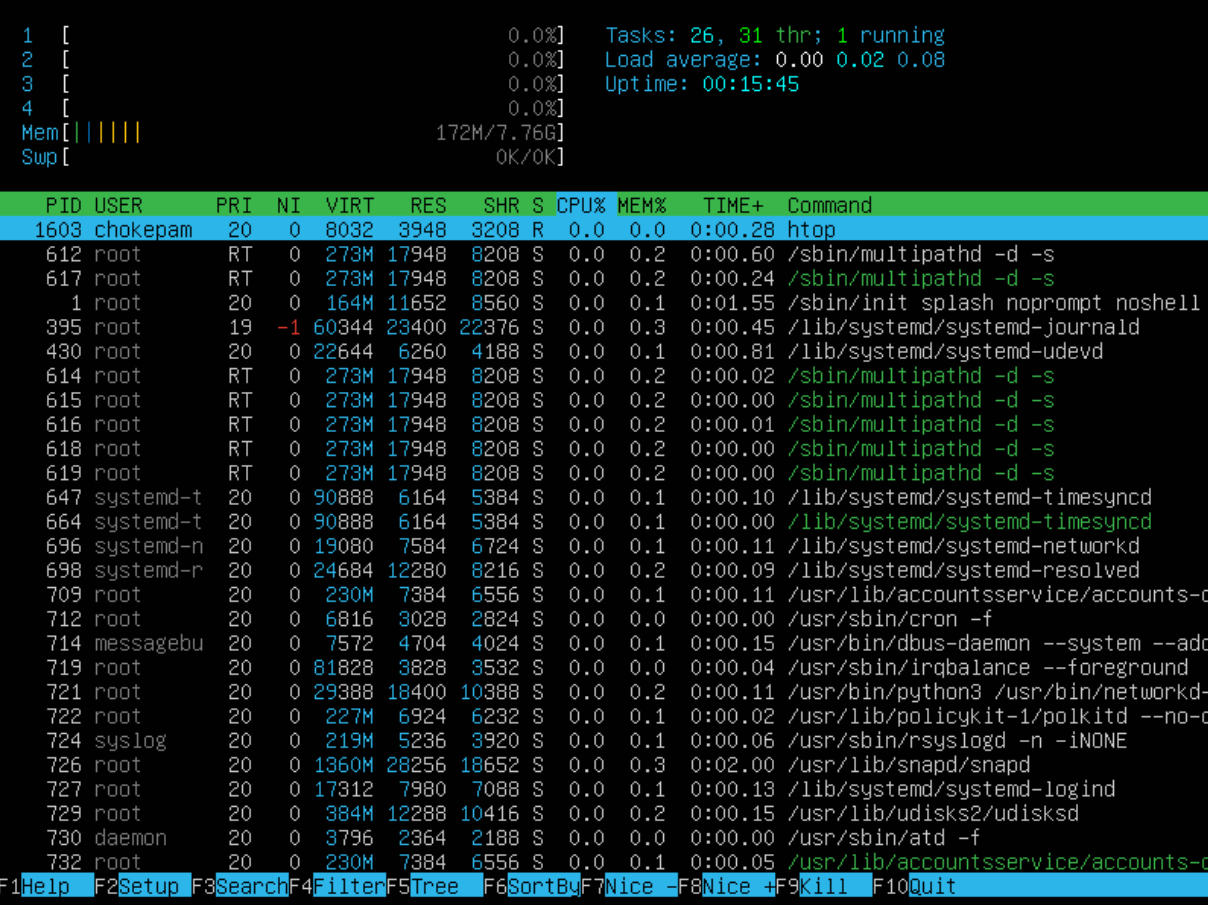 1 [ 0.0%] Tasks: 26, 31 thr; 1 running
2 [ 0.0%] Load average: 0.00 0.02 0.08
3 [ 0.0%] Uptime: 00:15:45
4 [ 0.0%]
Mem[||||||| 172M/7.76G]
Swp[ 0K/0K]
PID USER PRI NI VIRT RES SHR S CPU% MEM% TIME+ Command
1603 chokepam 20 0 8032 3948 3208 R 0.0 0.0 0:00.28 htop
612 root RT 0 273M 17948 8208 S 0.0 0.2 0:00.60 /sbin/multipathd -d -s
617 root RT 0 273M 17948 8208 S 0.0 0.2 0:00.24 /sbin/multipathd -d -s
1 root 20 0 164M 11652 8560 S 0.0 0.1 0:01.55 /sbin/init splash noprompt noshell
395 root 19 -1 60344 23400 22376 S 0.0 0.3 0:00.45 /lib/systemd/systemd-journald
430 root 20 0 22644 6260 4188 S 0.0 0.1 0:00.81 /lib/systemd/systemd-udevd
614 root RT 0 273M 17948 8208 S 0.0 0.2 0:00.02 /sbin/multipathd -d -s
615 root RT 0 273M 17948 8208 S 0.0 0.2 0:00.00 /sbin/multipathd -d -s
616 root RT 0 273M 17948 8208 S 0.0 0.2 0:00.01 /sbin/multipathd -d -s
618 root RT 0 273M 17948 8208 S 0.0 0.2 0:00.00 /sbin/multipathd -d -s
619 root RT 0 273M 17948 8208 S 0.0 0.2 0:00.00 /sbin/multipathd -d -s
647 systemd-t 20 0 90888 6164 5384 S 0.0 0.1 0:00.10 /lib/systemd/systemd-timesyncd
664 systemd-t 20 0 90888 6164 5384 S 0.0 0.1 0:00.00 /lib/systemd/systemd-timesyncd
696 systemd-n 20 0 19080 7584 6724 S 0.0 0.1 0:00.11 /lib/systemd/systemd-networkd
698 systemd-r 20 0 24684 12280 8216 S 0.0 0.2 0:00.09 /lib/systemd/systemd-resolved
709 root 20 0 230M 7384 6556 S 0.0 0.1 0:00.11 /usr/lib/accountsservice/accounts-d
712 root 20 0 6816 3028 2824 S 0.0 0.0 0:00.00 /usr/sbin/cron -f
714 messagebu 20 0 7572 4704 4024 S 0.0 0.1 0:00.15 /usr/bin/dbus-daemon --system --add
719 root 20 0 81828 3828 3532 S 0.0 0.0 0:00.04 /usr/sbin/irqbalance --foreground
721 root 20 0 29388 18400 10388 S 0.0 0.2 0:00.11 /usr/bin/python3 /usr/bin/networkd-
722 root 20 0 227M 6924 6232 S 0.0 0.1 0:00.02 /usr/lib/policykit-1/polkitd --no-d
724 syslog 20 0 219M 5236 3920 S 0.0 0.1 0:00.06 /usr/sbin/rsyslogd -n -iNONE
726 root 20 0 1360M 28256 18652 S 0.0 0.3 0:02.00 /usr/lib/snapd/snapd
727 root 20 0 17312 7980 7088 S 0.0 0.1 0:00.13 /lib/systemd/systemd-logind
729 root 20 0 384M 12288 10416 S 0.0 0.2 0:00.15 /usr/lib/udisks2/udisksd
730 daemon 20 0 3796 2364 2188 S 0.0 0.0 0:00.00 /usr/sbin/atd -f
732 root 20 0 230M 7384 6556 S 0.0 0.1 0:00.05 /usr/lib/accountsservice/accounts-d
F1Help F2Setup F3SearchF4FilterF5Tree F6SortByF7Nice -F8Nice +F9Kill F10Quit